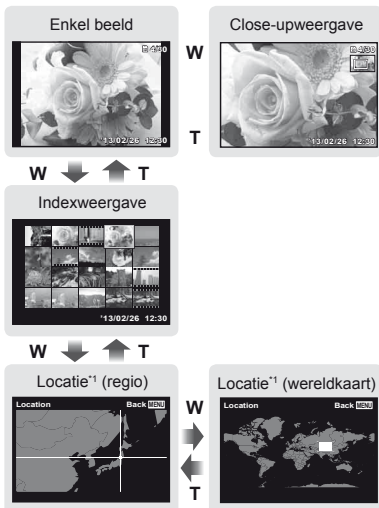 Enkel beeld
4/30
'13/02/26 12:30
W
T
Close-upweergave
4/30
'13/02/26 12:30
W T
Indexweergave
'13/02/26 12:30
W T
Locatie*1 (regio)
Location Back MENU
W
T
Locatie*1 (wereldkaart)
Location Back MENU